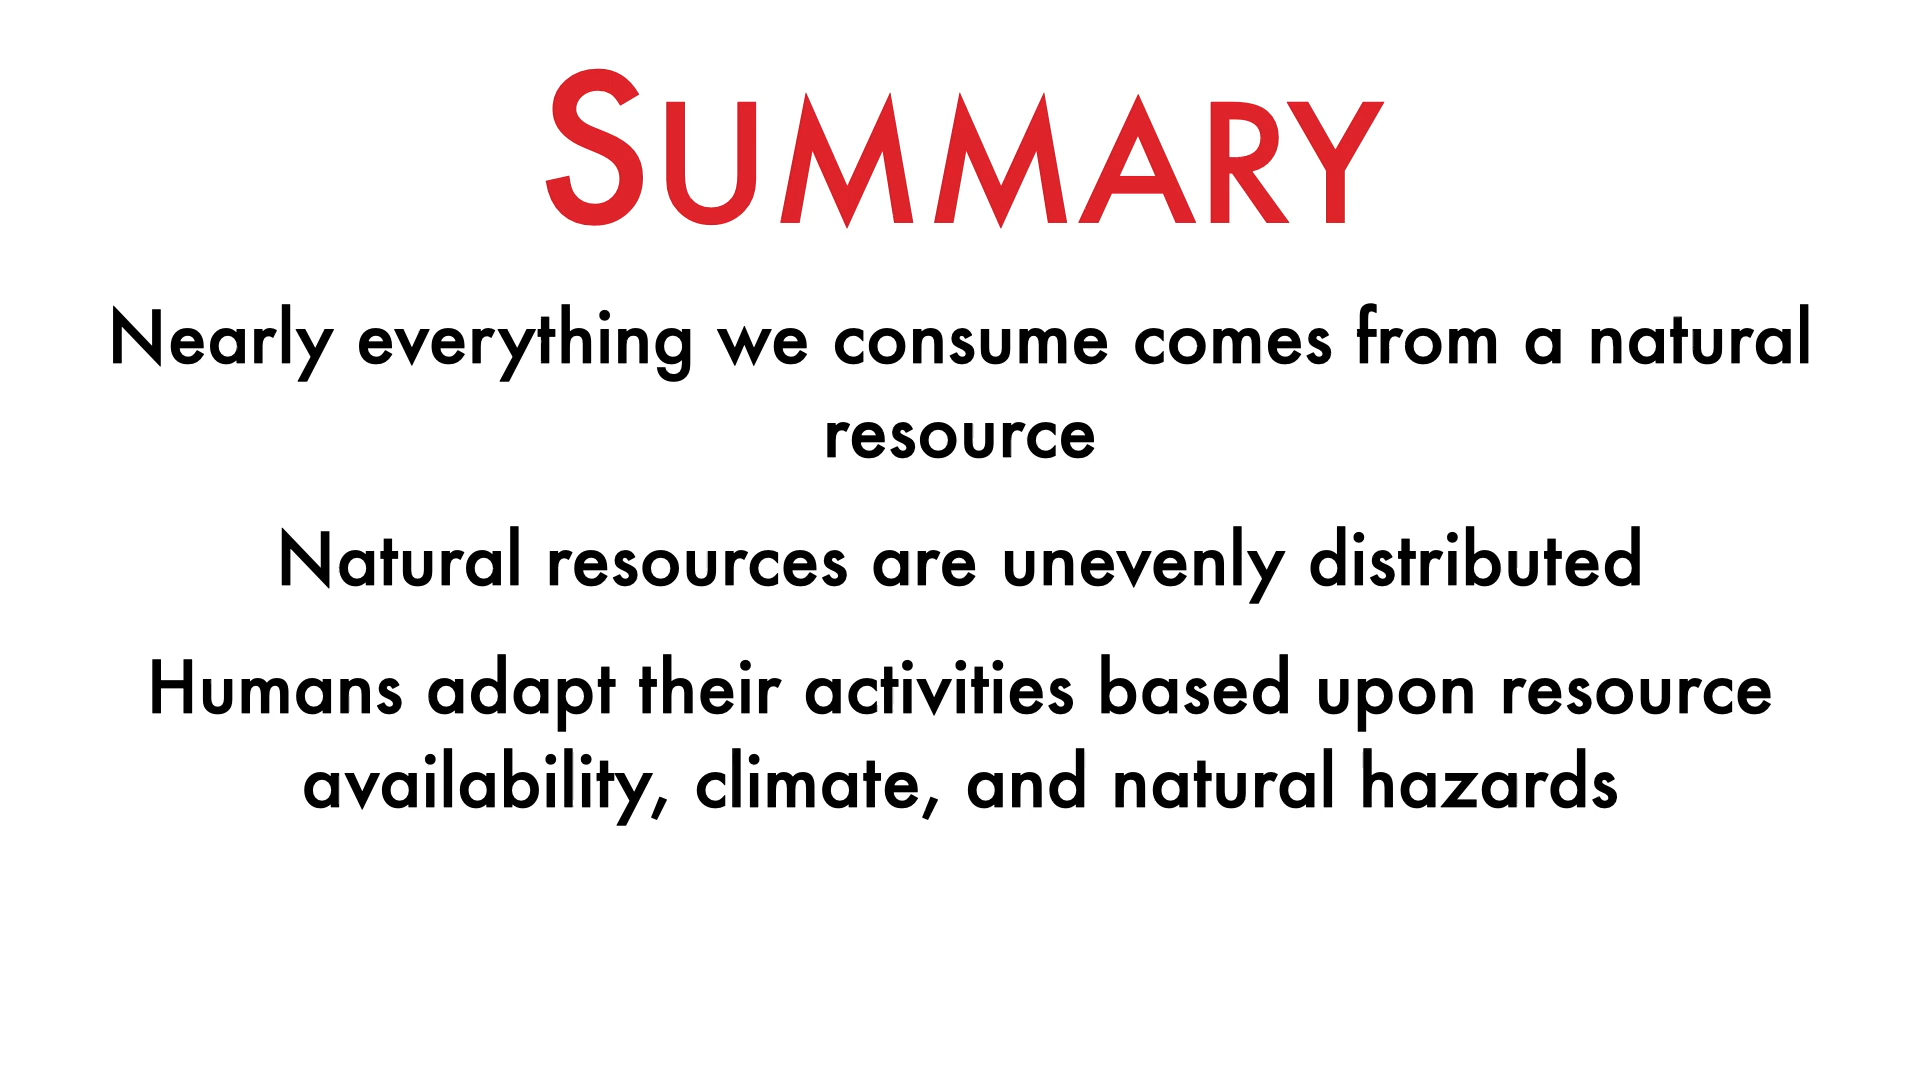 SUMMARY
Nearly everything we consume comes from a natural
resource
Natural resources are unevenly distributed
Humans adapt their activities based upon resource
availability, climate, and natural hazards